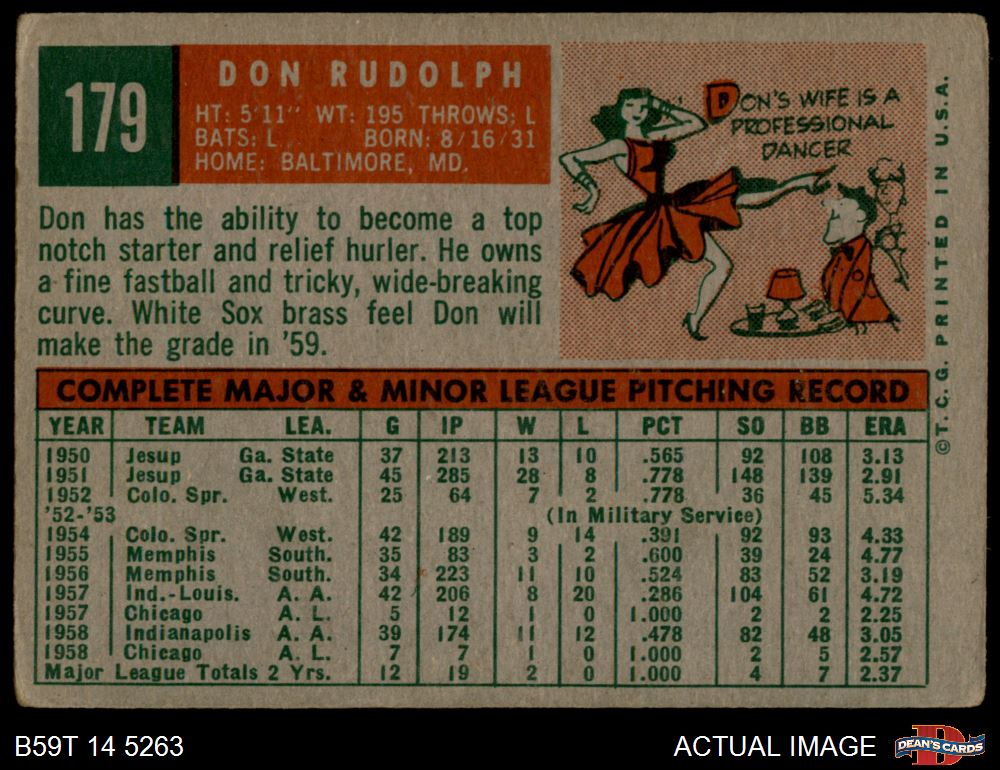 179
DON RUDOLPH
HT: 5'11" WT: 195 THROWS: L
BATS: L BORN: 8/16/31
HOME: BALTIMORE, MD.
DON'S WIFE IS A
PROFESSIONAL
DANCER
Don has the ability to become a top
notch starter and relief hurler. He owns
a fine fastball and tricky, wide-breaking
curve. White Sox brass feel Don will
make the grade in '59.
©T.C.G. PRINTED IN U.S.A.
COMPLETE MAJOR & MINOR LEAGUE PITCHING RECORD
YEAR TEAM LEA. G IP W L PCT SO BB ERA
1950 Jesup Ga. State 37 213 13 10 .565 92 108 3.13
1951 Jesup Ga. State 45 285 28 8 .778 148 139 2.91
1952 Colo. Spr. West. 25 64 7 2 .778 36 45 5.34
'52-'53 (In Military Service)
1954 Colo. Spr. West. 42 189 9 14 .391 92 93 4.33
1955 Memphis South. 35 83 3 2 .600 39 24 4.77
1956 Memphis South. 34 223 11 10 .524 83 52 3.19
1957 Ind.-Louis. A. A. 42 206 8 20 .286 104 61 4.72
1957 Chicago A. L. 5 12 1 0 1.000 2 2 2.25
1958 Indianapolis A. A. 39 174 11 12 .478 82 48 3.05
1958 Chicago A. L. 7 7 1 0 1.000 2 5 2.57
Major League Totals 2 Yrs. 12 19 2 0 1.000 4 7 2.37
B59T 14 5263
ACTUAL IMAGE
D
DEAN'S CARDS